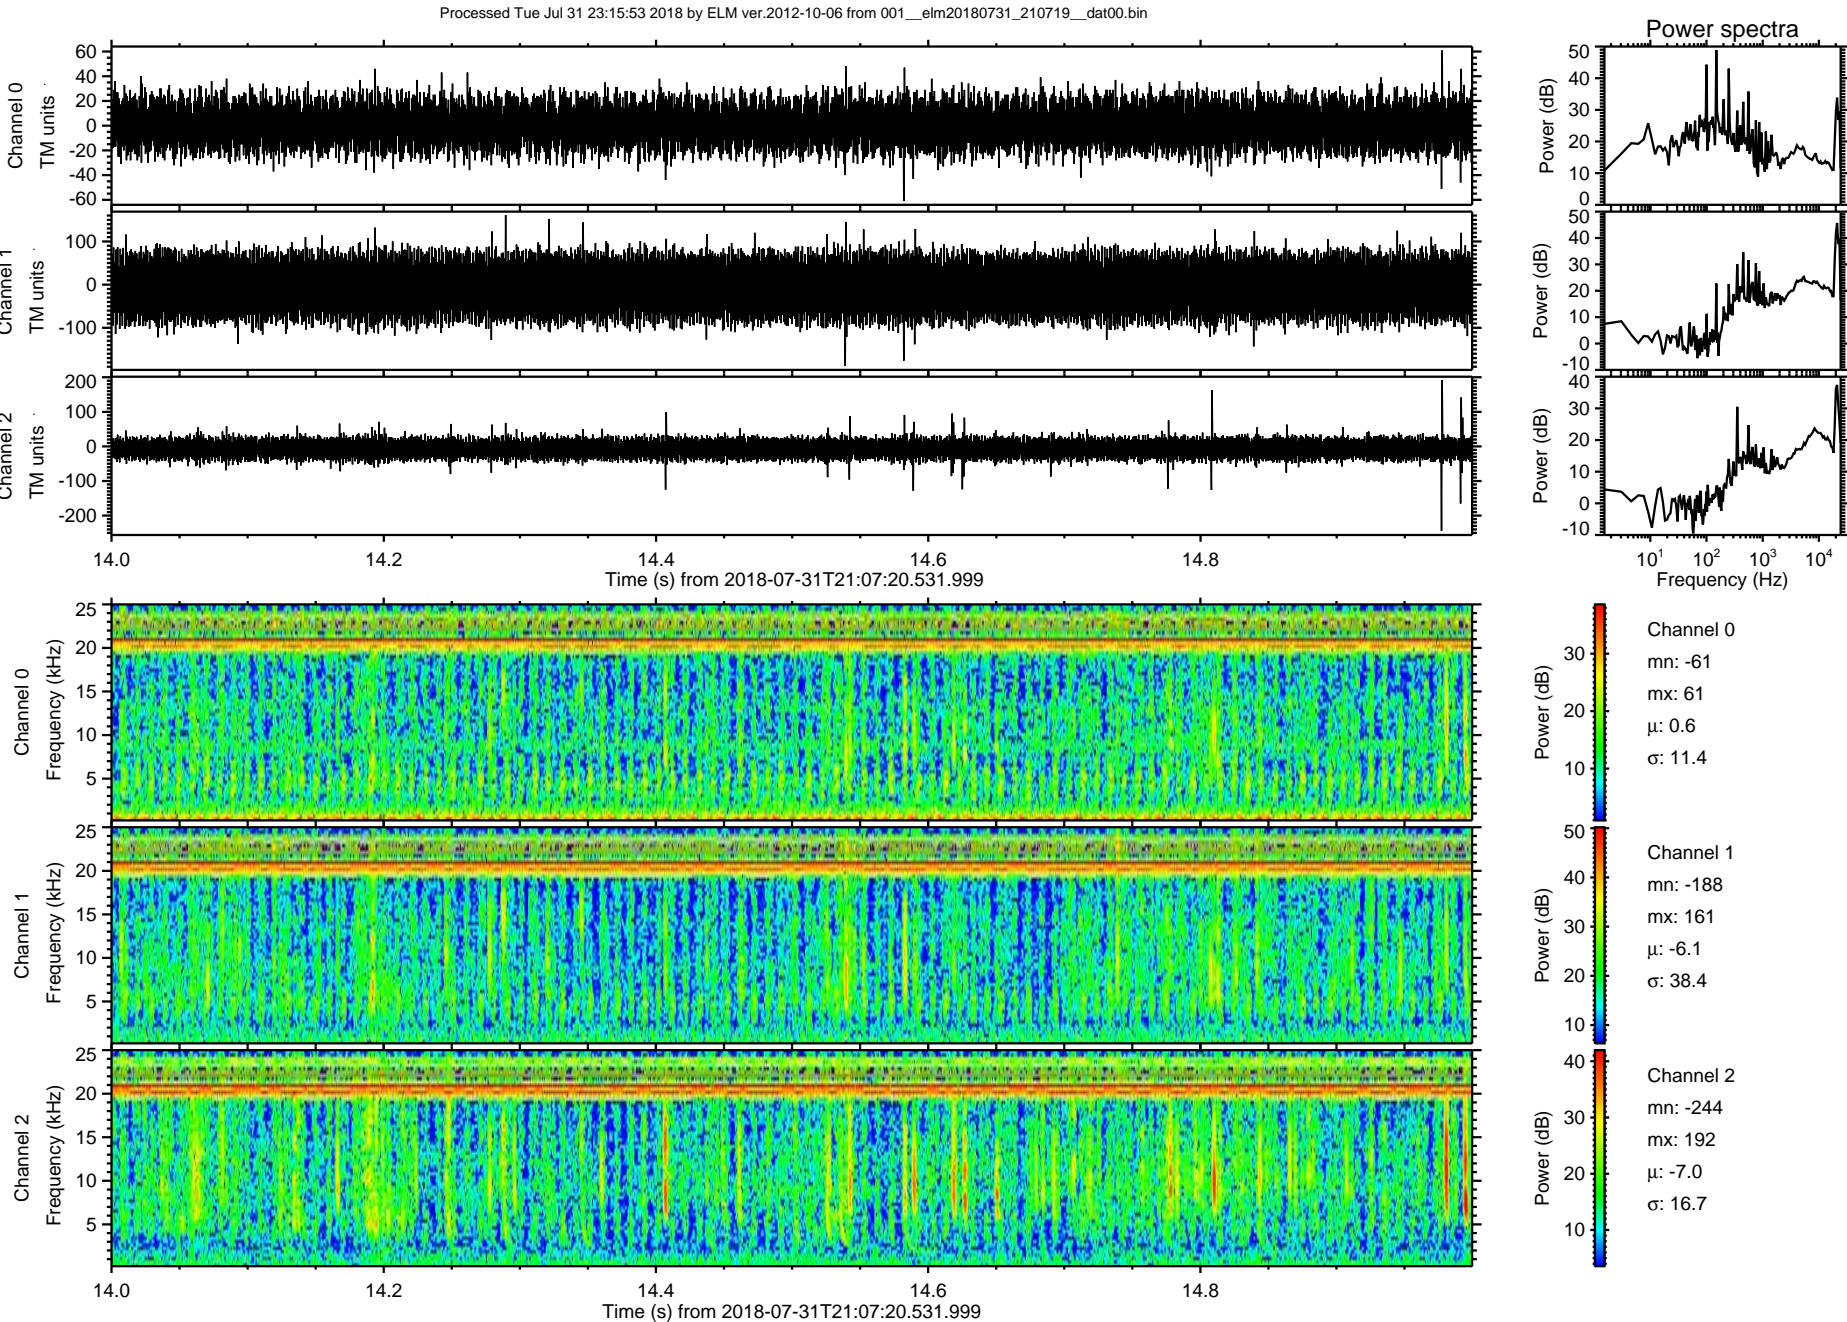 Processed Tue Jul 31 23:15:53 2018 by ELM ver.2012-10-06 from 001__elm20180731_210719__dat00.bin
Power spectra
Channel 0
TM units
60
40
20
0
-20
-40
-60
Power (dB)
50
40
30
20
10
0
Channel 1
TM units
100
0
-100
Power (dB)
50
40
30
20
10
0
-10
Channel 2
TM units
200
100
0
-100
-200
Power (dB)
40
30
20
10
0
-10
14.0 14.2 14.4 14.6 14.8
Time (s) from 2018-07-31T21:07:20.531.999
10^1 10^2 10^3 10^4
Frequency (Hz)
Channel 0
Frequency (kHz)
25
20
15
10
5
Power (dB)
30
20
10
Channel 0
mn: -61
mx: 61
μ: 0.6
σ: 11.4
Channel 1
Frequency (kHz)
25
20
15
10
5
Power (dB)
50
40
30
20
10
Channel 1
mn: -188
mx: 161
μ: -6.1
σ: 38.4
Channel 2
Frequency (kHz)
25
20
15
10
5
Power (dB)
40
30
20
10
Channel 2
mn: -244
mx: 192
μ: -7.0
σ: 16.7
14.0 14.2 14.4 14.6 14.8
Time (s) from 2018-07-31T21:07:20.531.999